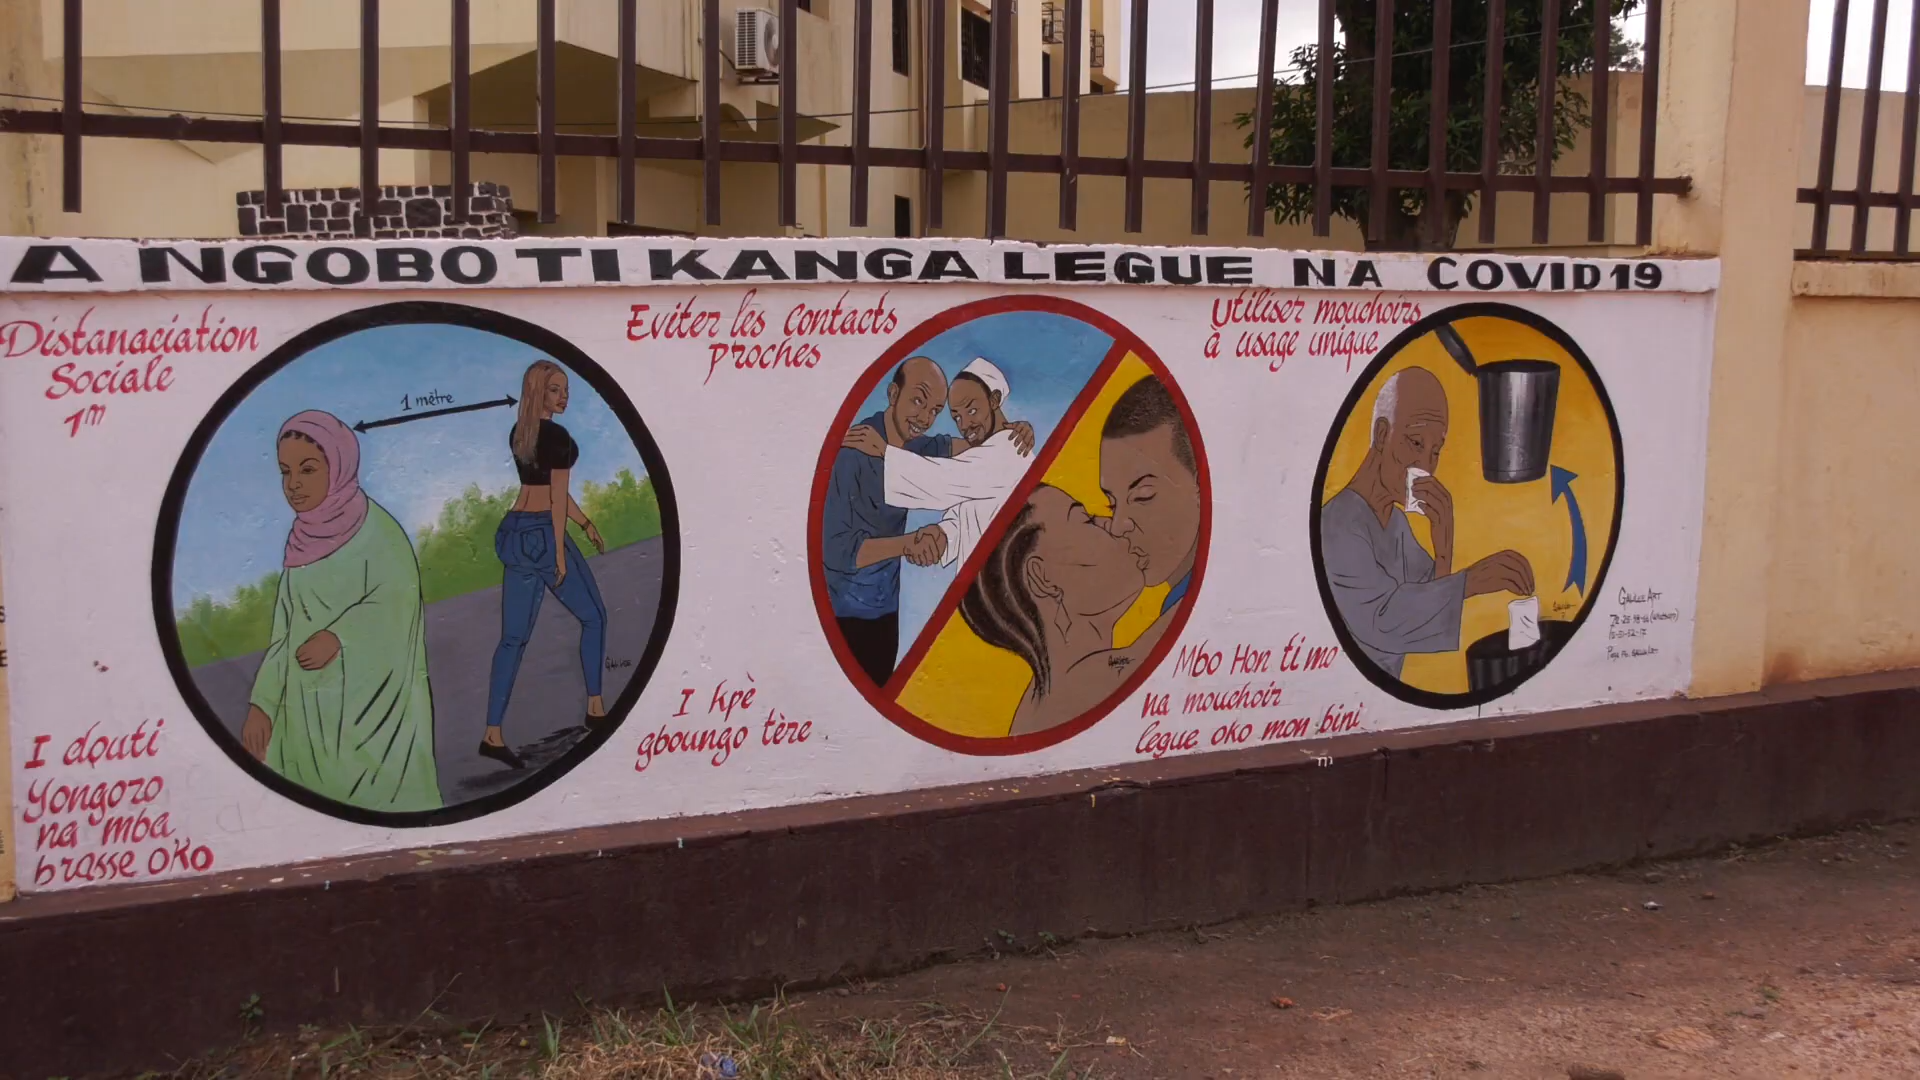 A NGOBO TI KANGA LEGUE NA COVID19
Distanaciation
Sociale
1m
1 mètre
I douti
Yongozo
na mba
brasse oko
Eviter les contacts
proches
I kpè
gboungo tère
Utiliser mouchoirs
à usage unique
Mbo Hon ti mo
na mouchoir
legue oko mon bini